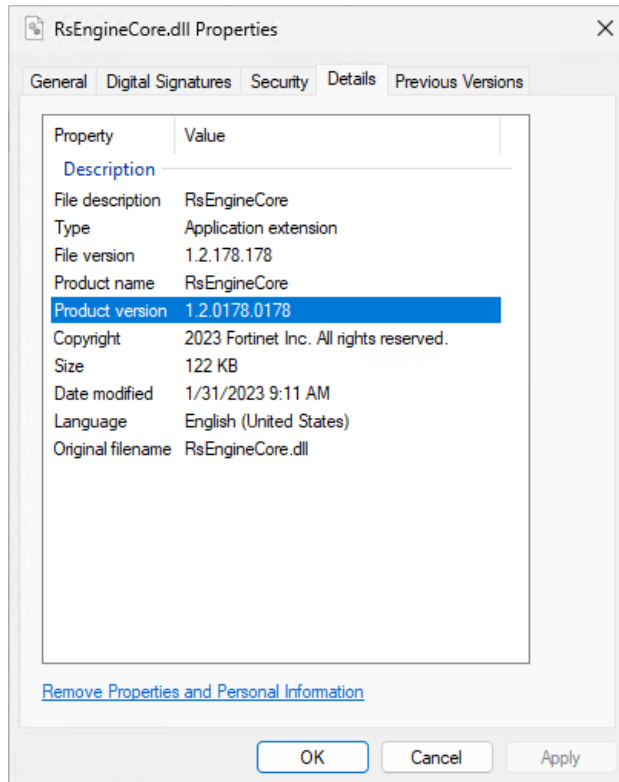 RsEngineCore.dll Properties
General Digital Signatures Security Details Previous Versions
Property Value
Description
File description RsEngineCore
Type Application extension
File version 1.2.178.178
Product name RsEngineCore
Product version 1.2.0178.0178
Copyright 2023 Fortinet Inc. All rights reserved.
Size 122 KB
Date modified 1/31/2023 9:11 AM
Language English (United States)
Original filename RsEngineCore.dll
Remove Properties and Personal Information
OK Cancel Apply